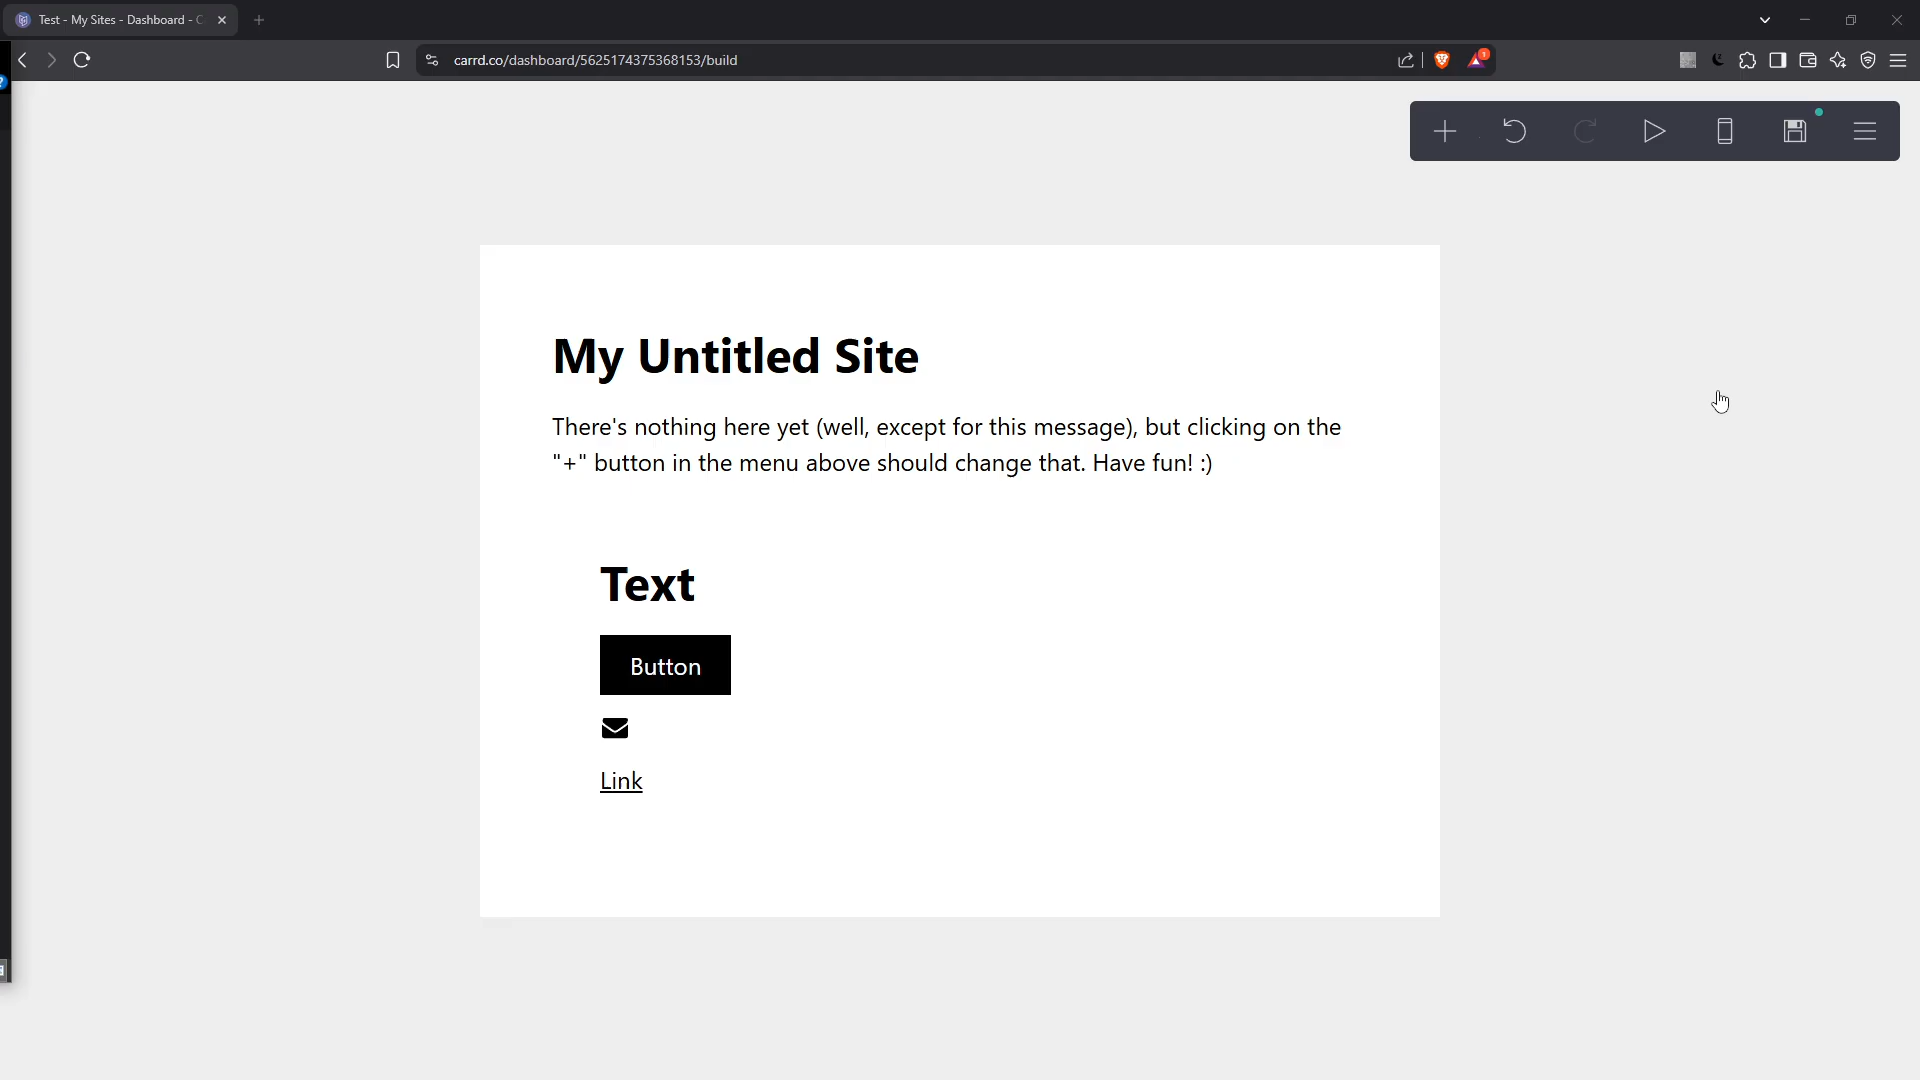 Test - My Sites - Dashboard - C
carrd.co/dashboard/5625174375368153/build
1
My Untitled Site
There's nothing here yet (well, except for this message), but clicking on the
"+" button in the menu above should change that. Have fun! :)
Text
Button
Link